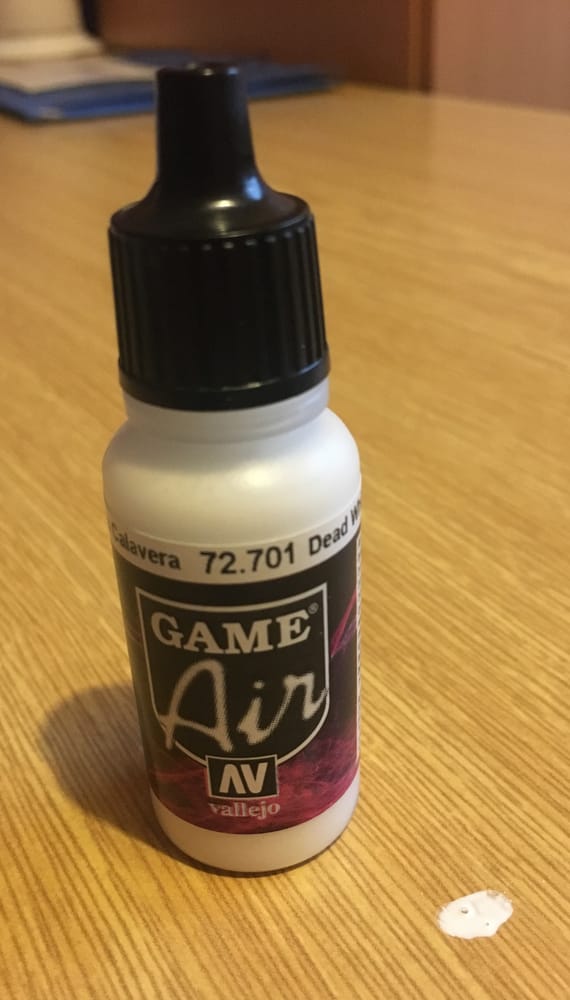 Calavera 72.701 Dead
GAME®
Air
AV
vallejo